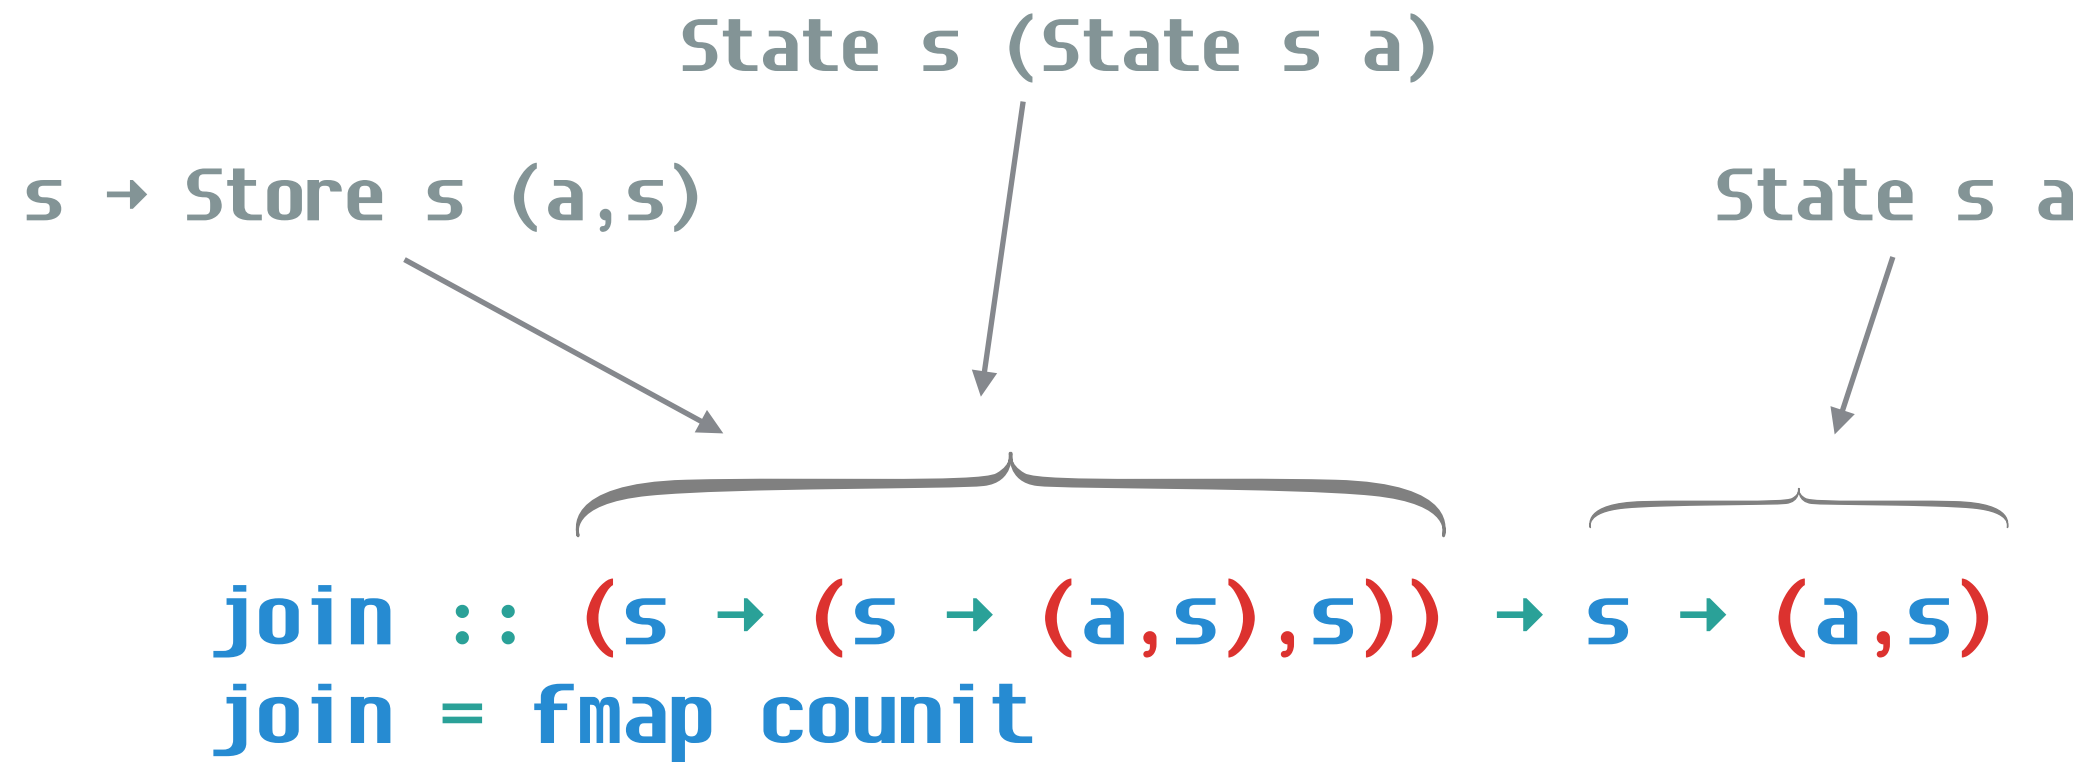 State s (State s a)
s → Store s (a,s)
State s a
join :: (s → (s → (a,s),s)) → s → (a,s)
join = fmap counit